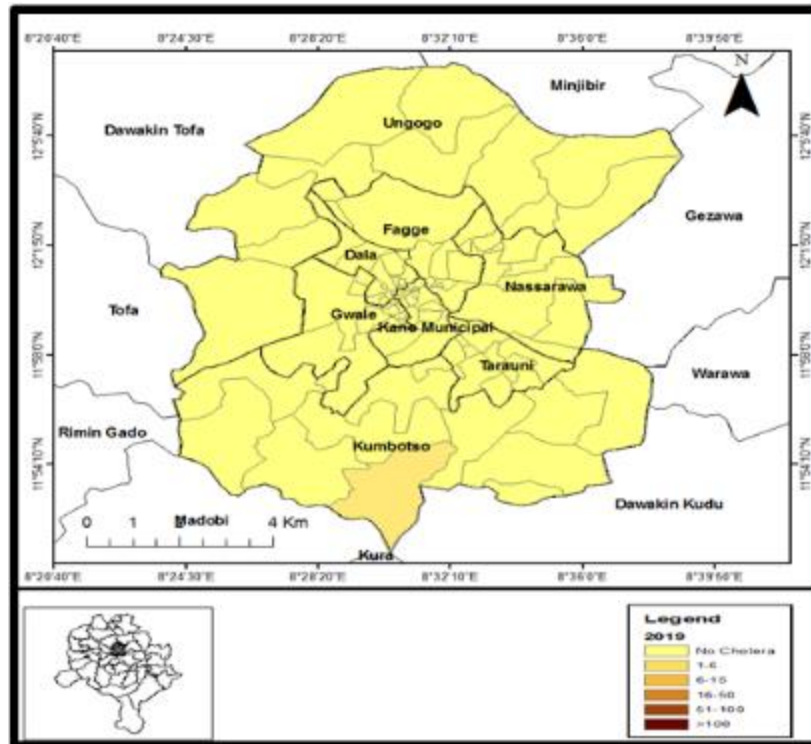 8°20'40"E 8°24'30"E 8°28'20"E 8°32'10"E 8°36'0"E 8°39'50"E
N
Minjibir
Ungogo
Dawakin Tofa
12°5'40"N 12°5'40"N
Gezawa
Fagge
12°1'50"N 12°1'50"N
Dala
Nassarawa
Tofa
Gwale
Kano Municipal
11°58'0"N 11°58'0"N
Tarauni
Warawa
Rimin Gado
Kumbotso
11°54'10"N 11°54'10"N
Dawakin Kudu
0 1 4 Km
Madobi
Kura
8°20'40"E 8°24'30"E 8°28'20"E 8°32'10"E 8°36'0"E 8°39'50"E
Legend
2019
No Cholera
1-5
6-15
16-50
51-100
>100